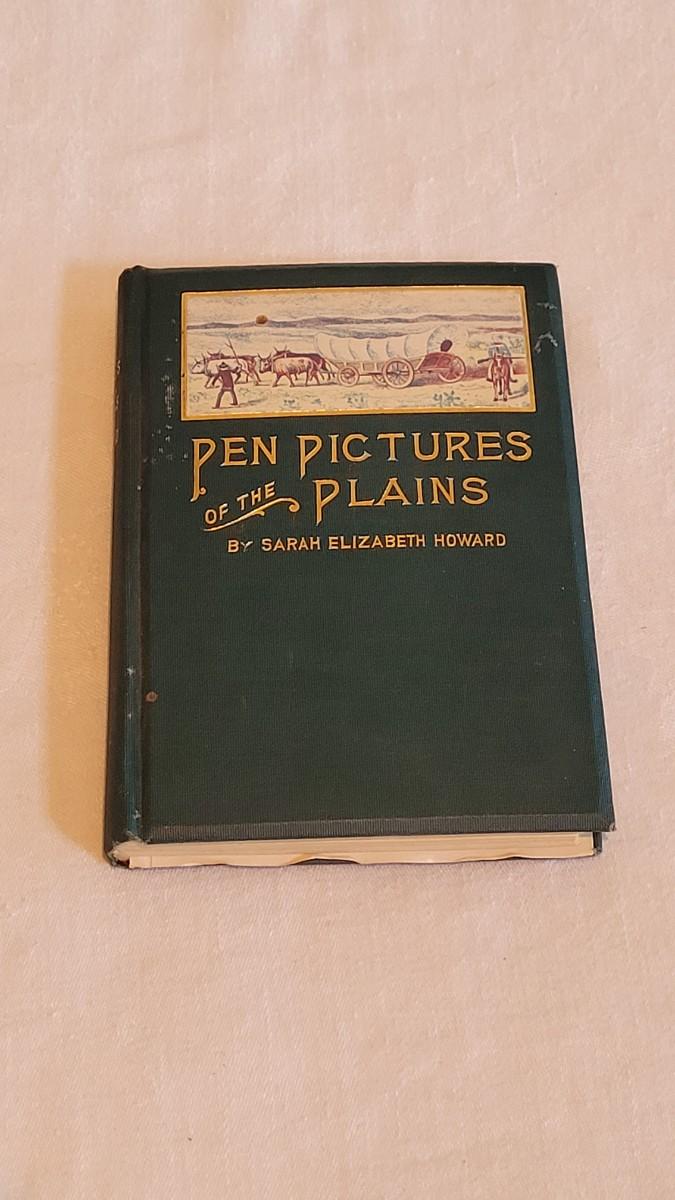 PEN PICTURES
OF THE PLAINS
BY SARAH ELIZABETH HOWARD